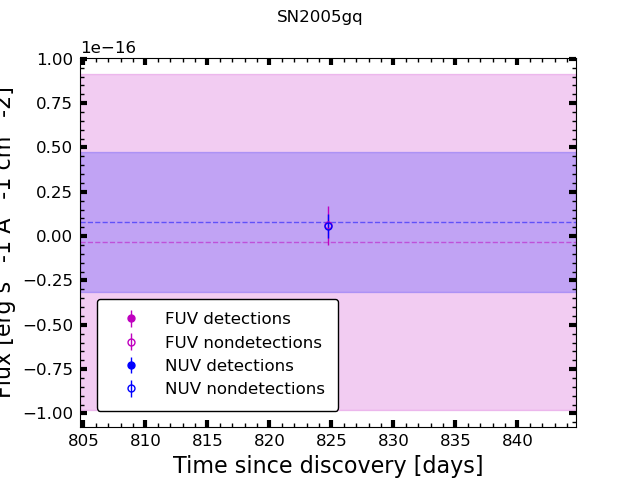 SN2005gq
1e−16
1.00
0.75
0.50
0.25
0.00
−0.25
−0.50
−0.75
−1.00
Flux [erg s -1 A -1 cm -2]
FUV detections
FUV nondetections
NUV detections
NUV nondetections
805 810 815 820 825 830 835 840
Time since discovery [days]